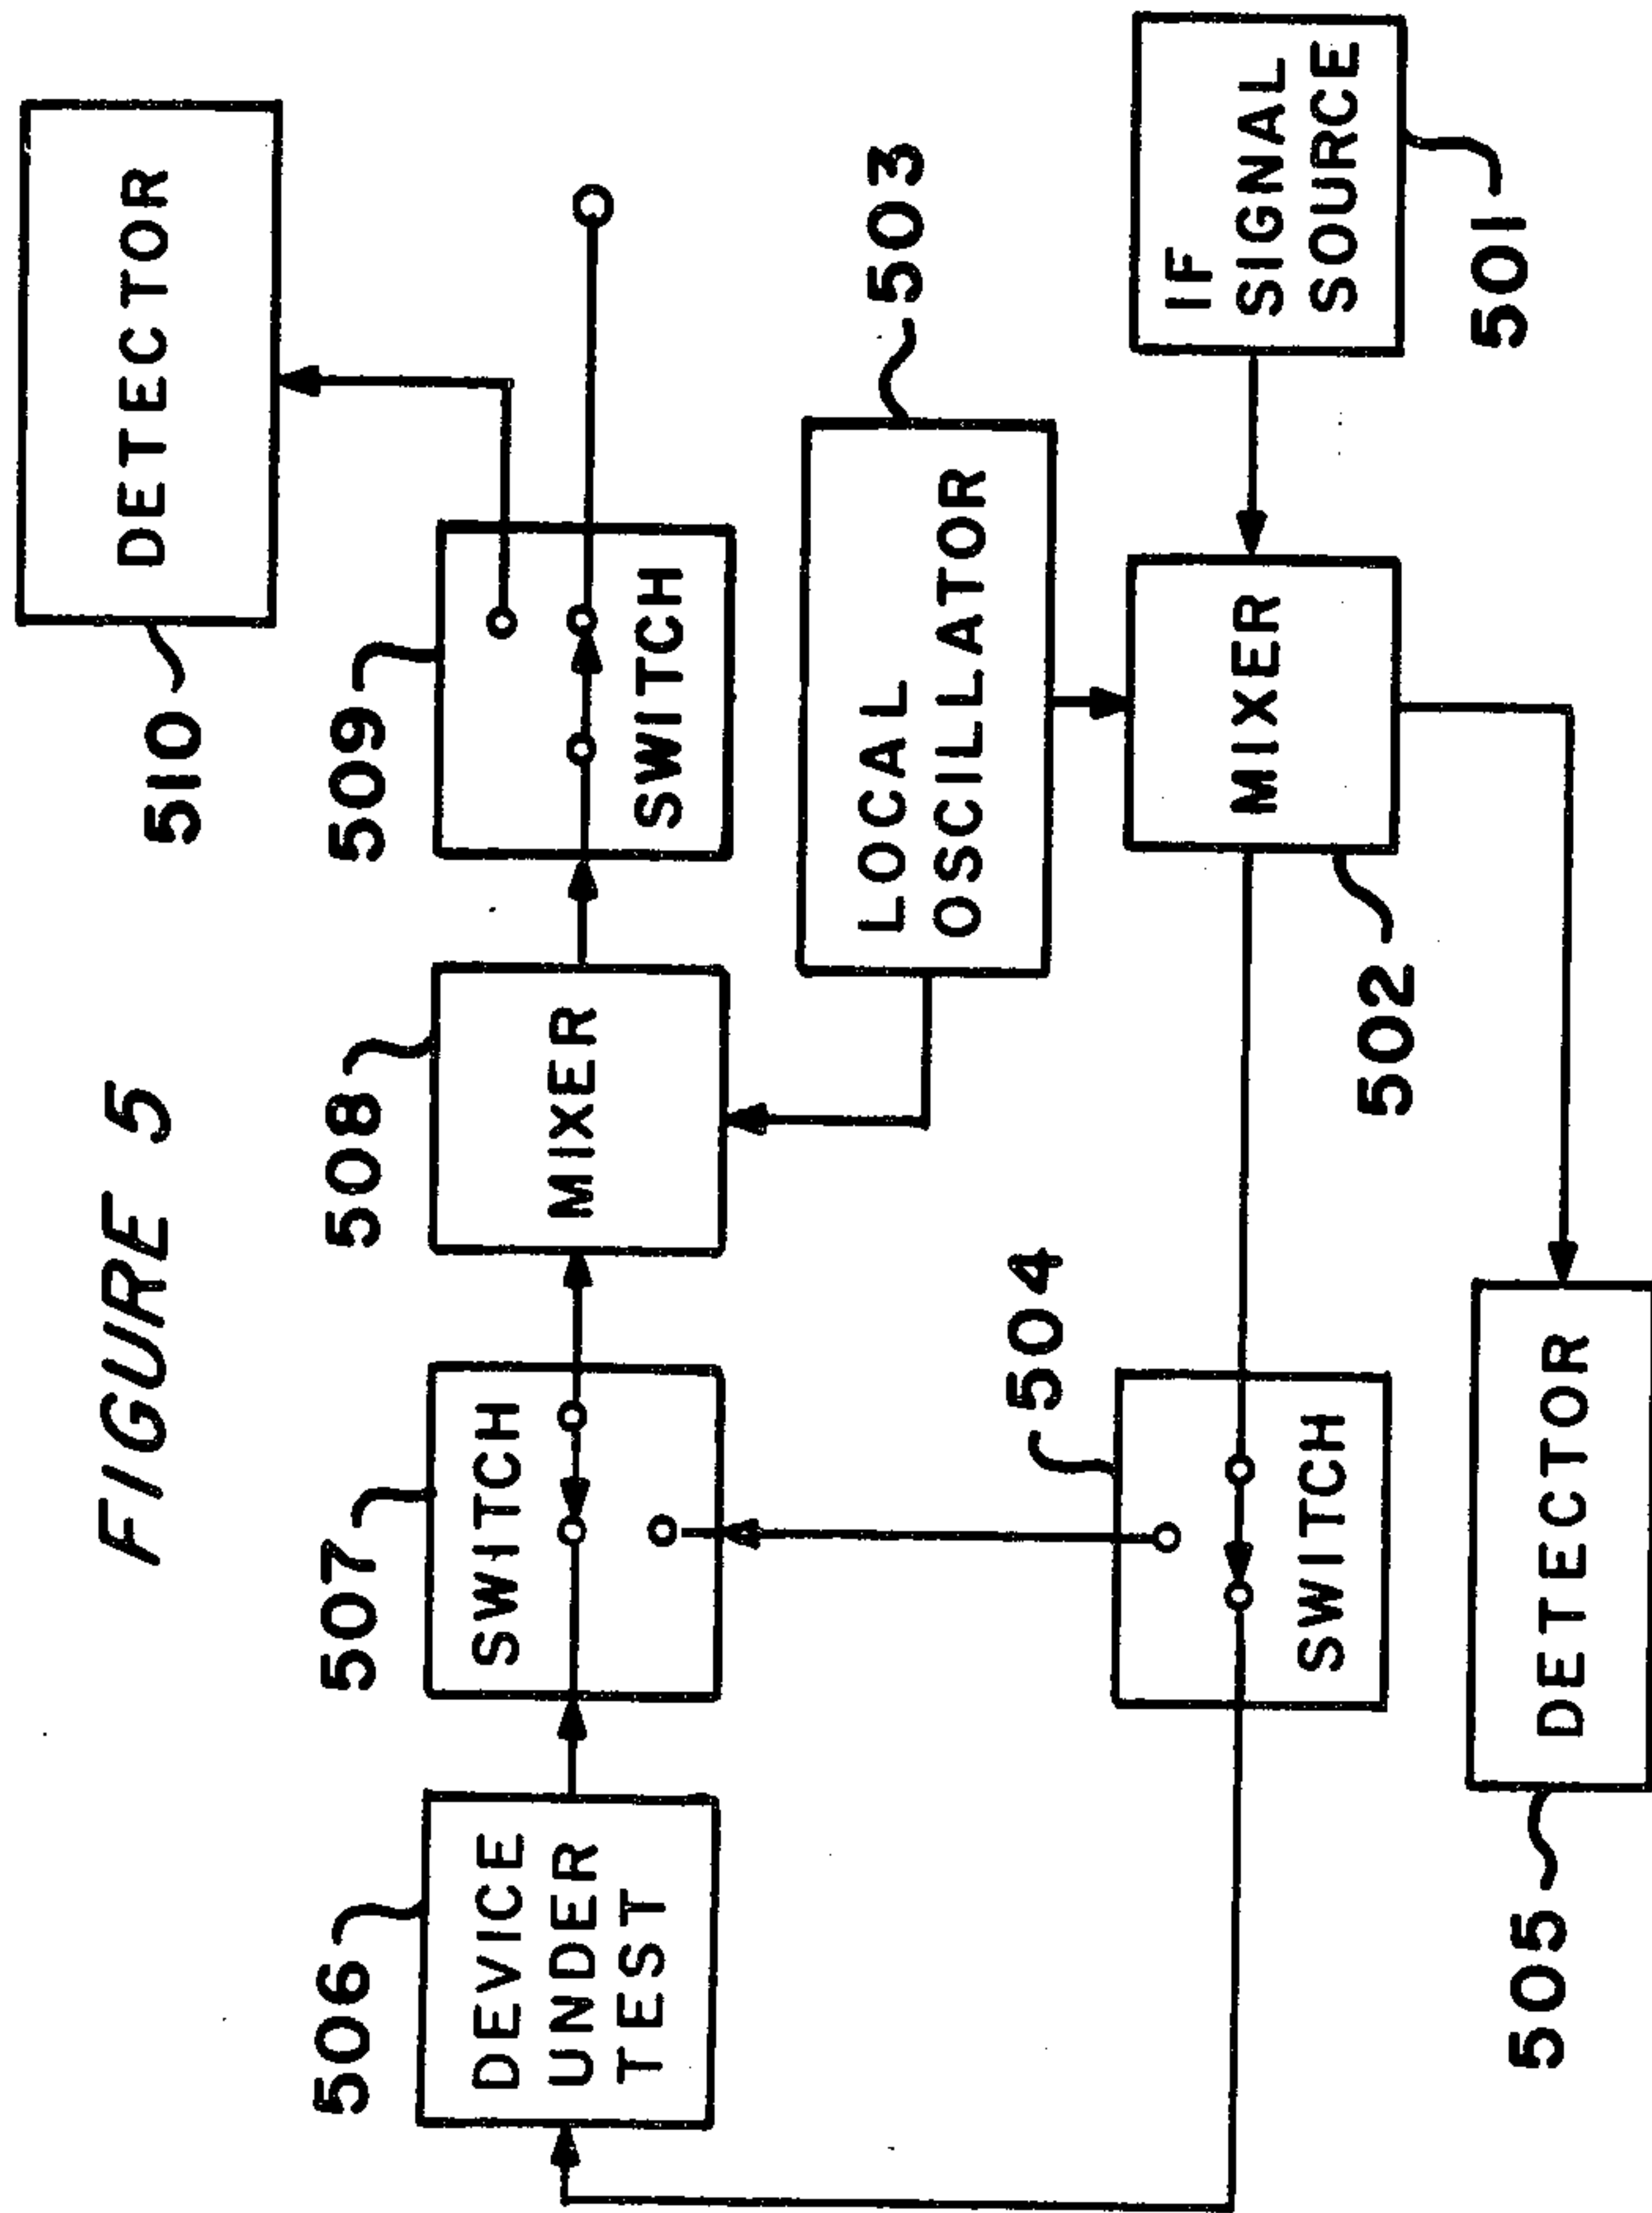 FIGURE 5
506
DEVICE
UNDER
TEST
507
SWITCH
508
MIXER
509
SWITCH
510
DETECTOR
504
SWITCH
LOCAL
OSCILLATOR
503
502
MIXER
IF
SIGNAL
SOURCE
501
505
DETECTOR